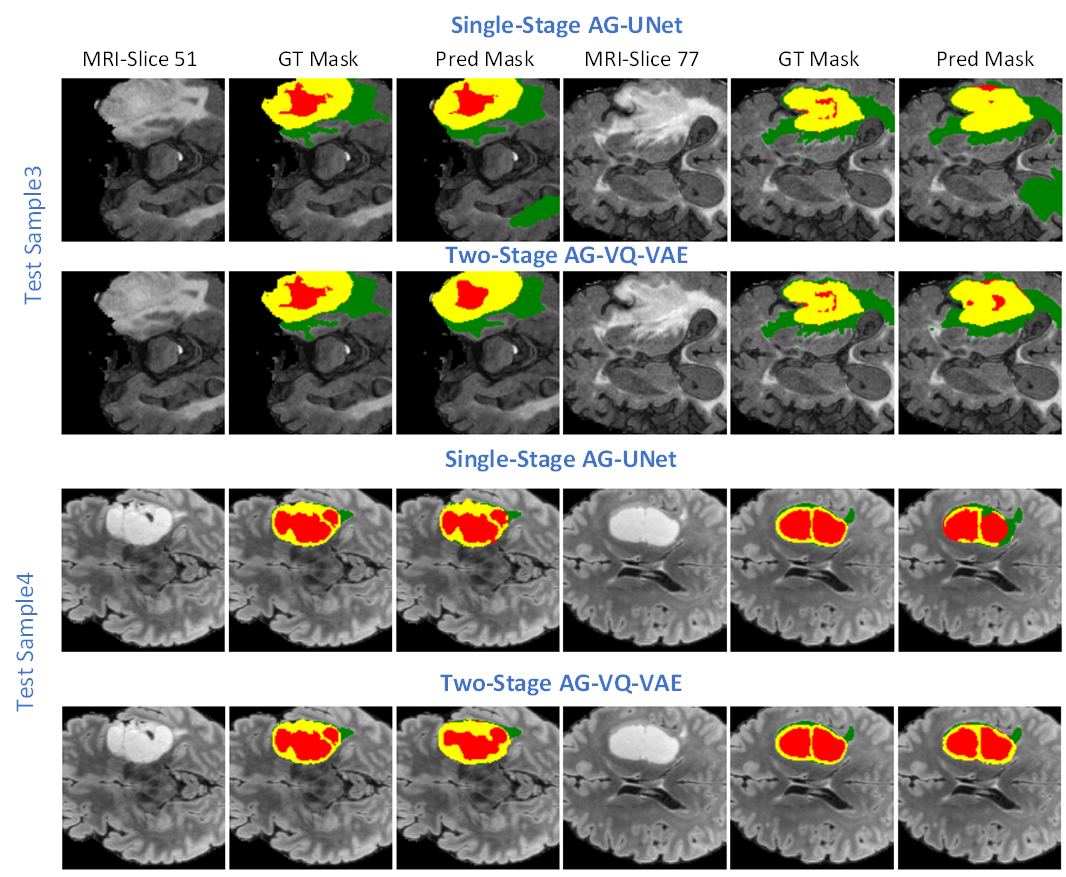 Single-Stage AG-UNet
MRI-Slice 51 GT Mask Pred Mask MRI-Slice 77 GT Mask Pred Mask
Test Sample3
Two-Stage AG-VQ-VAE
Single-Stage AG-UNet
Test Sample4
Two-Stage AG-VQ-VAE